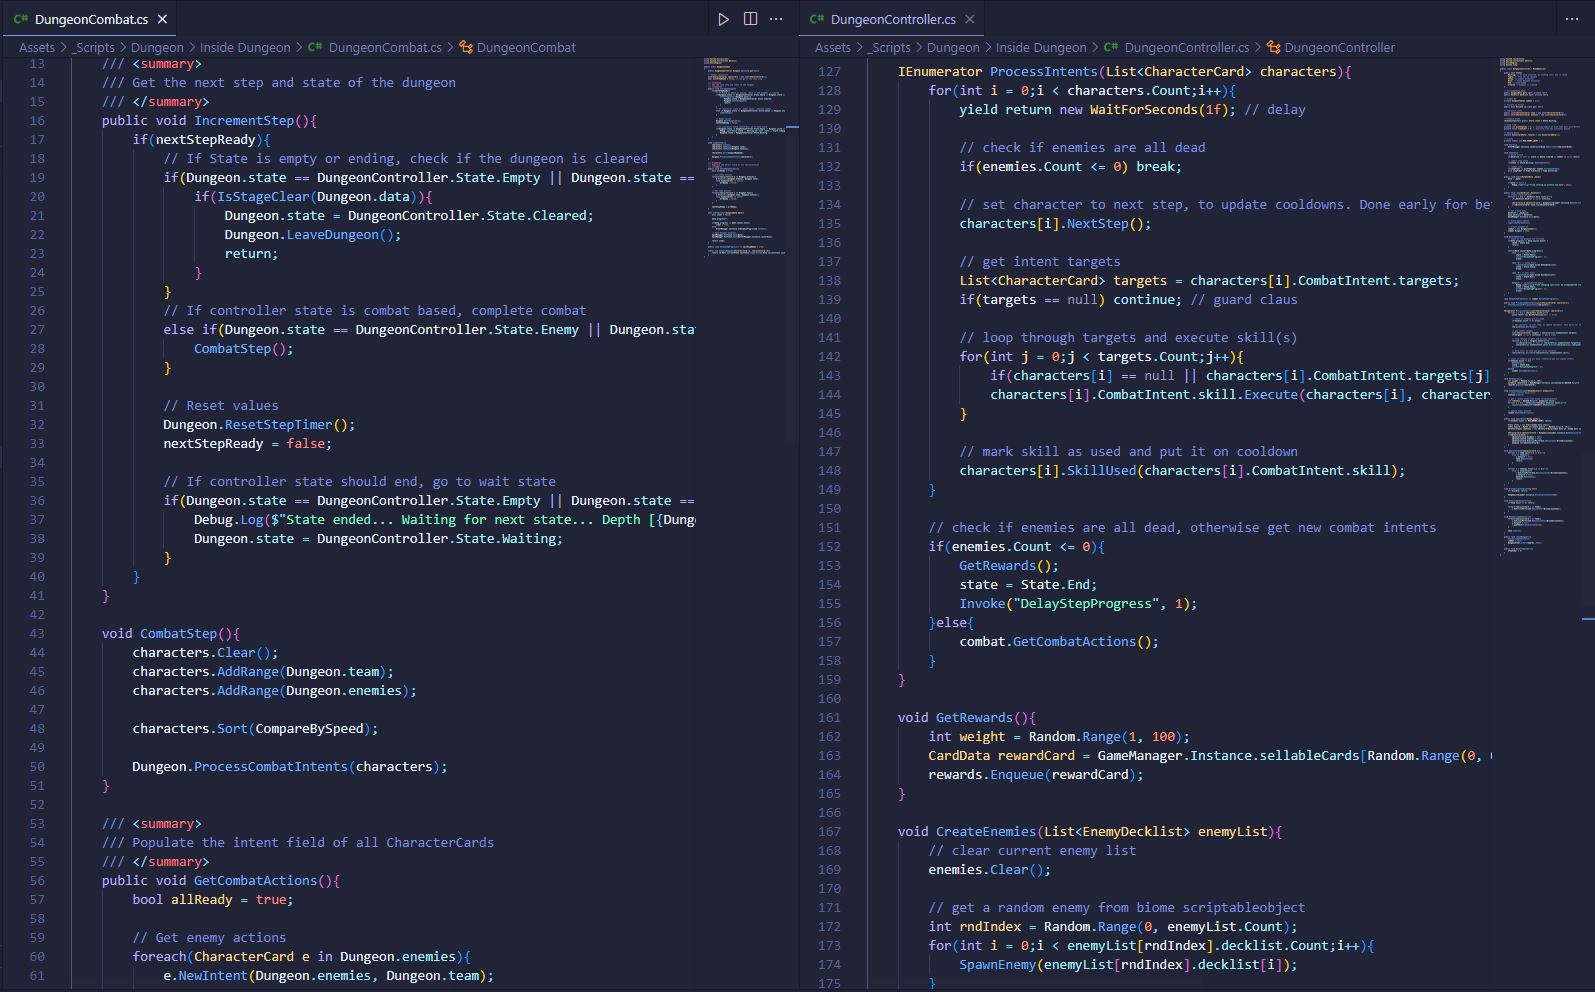 C# DungeonCombat.cs ×
Assets > _Scripts > Dungeon > Inside Dungeon > C# DungeonCombat.cs > DungeonCombat
13 /// <summary>
14 /// Get the next step and state of the dungeon
15 /// </summary>
16 public void IncrementStep(){
17 if(nextStepReady){
18 // If State is empty or ending, check if the dungeon is cleared
19 if(Dungeon.state == DungeonController.State.Empty || Dungeon.state ==
20 if(IsStageClear(Dungeon.data)){
21 Dungeon.state = DungeonController.State.Cleared;
22 Dungeon.LeaveDungeon();
23 return;
24 }
25 }
26 // If controller state is combat based, complete combat
27 else if(Dungeon.state == DungeonController.State.Enemy || Dungeon.sta
28 CombatStep();
29 }
30
31 // Reset values
32 Dungeon.ResetStepTimer();
33 nextStepReady = false;
34
35 // If controller state should end, go to wait state
36 if(Dungeon.state == DungeonController.State.Empty || Dungeon.state ==
37 Debug.Log($"State ended... Waiting for next state... Depth [{Dung
38 Dungeon.state = DungeonController.State.Waiting;
39 }
40 }
41 }
42
43 void CombatStep(){
44 characters.Clear();
45 characters.AddRange(Dungeon.team);
46 characters.AddRange(Dungeon.enemies);
47
48 characters.Sort(CompareBySpeed);
49
50 Dungeon.ProcessCombatIntents(characters);
51 }
52
53 /// <summary>
54 /// Populate the intent field of all CharacterCards
55 /// </summary>
56 public void GetCombatActions(){
57 bool allReady = true;
58
59 // Get enemy actions
60 foreach(CharacterCard e in Dungeon.enemies){
61 e.NewIntent(Dungeon.enemies, Dungeon.team);
C# DungeonController.cs ×
Assets > _Scripts > Dungeon > Inside Dungeon > C# DungeonController.cs > DungeonController
127 IEnumerator ProcessIntents(List<CharacterCard> characters){
128 for(int i = 0;i < characters.Count;i++){
129 yield return new WaitForSeconds(1f); // delay
130
131 // check if enemies are all dead
132 if(enemies.Count <= 0) break;
133
134 // set character to next step, to update cooldowns. Done early for be
135 characters[i].NextStep();
136
137 // get intent targets
138 List<CharacterCard> targets = characters[i].CombatIntent.targets;
139 if(targets == null) continue; // guard claus
140
141 // loop through targets and execute skill(s)
142 for(int j = 0;j < targets.Count;j++){
143 if(characters[i] == null || characters[i].CombatIntent.targets[j]
144 characters[i].CombatIntent.skill.Execute(characters[i], character
145 }
146
147 // mark skill as used and put it on cooldown
148 characters[i].SkillUsed(characters[i].CombatIntent.skill);
149 }
150
151 // check if enemies are all dead, otherwise get new combat intents
152 if(enemies.Count <= 0){
153 GetRewards();
154 state = State.End;
155 Invoke("DelayStepProgress", 1);
156 }else{
157 combat.GetCombatActions();
158 }
159 }
160
161 void GetRewards(){
162 int weight = Random.Range(1, 100);
163 CardData rewardCard = GameManager.Instance.sellableCards[Random.Range(0,
164 rewards.Enqueue(rewardCard);
165 }
166
167 void CreateEnemies(List<EnemyDecklist> enemyList){
168 // clear current enemy list
169 enemies.Clear();
170
171 // get a random enemy from biome scriptableobject
172 int rndIndex = Random.Range(0, enemyList.Count);
173 for(int i = 0;i < enemyList[rndIndex].decklist.Count;i++){
174 SpawnEnemy(enemyList[rndIndex].decklist[i]);
175 }